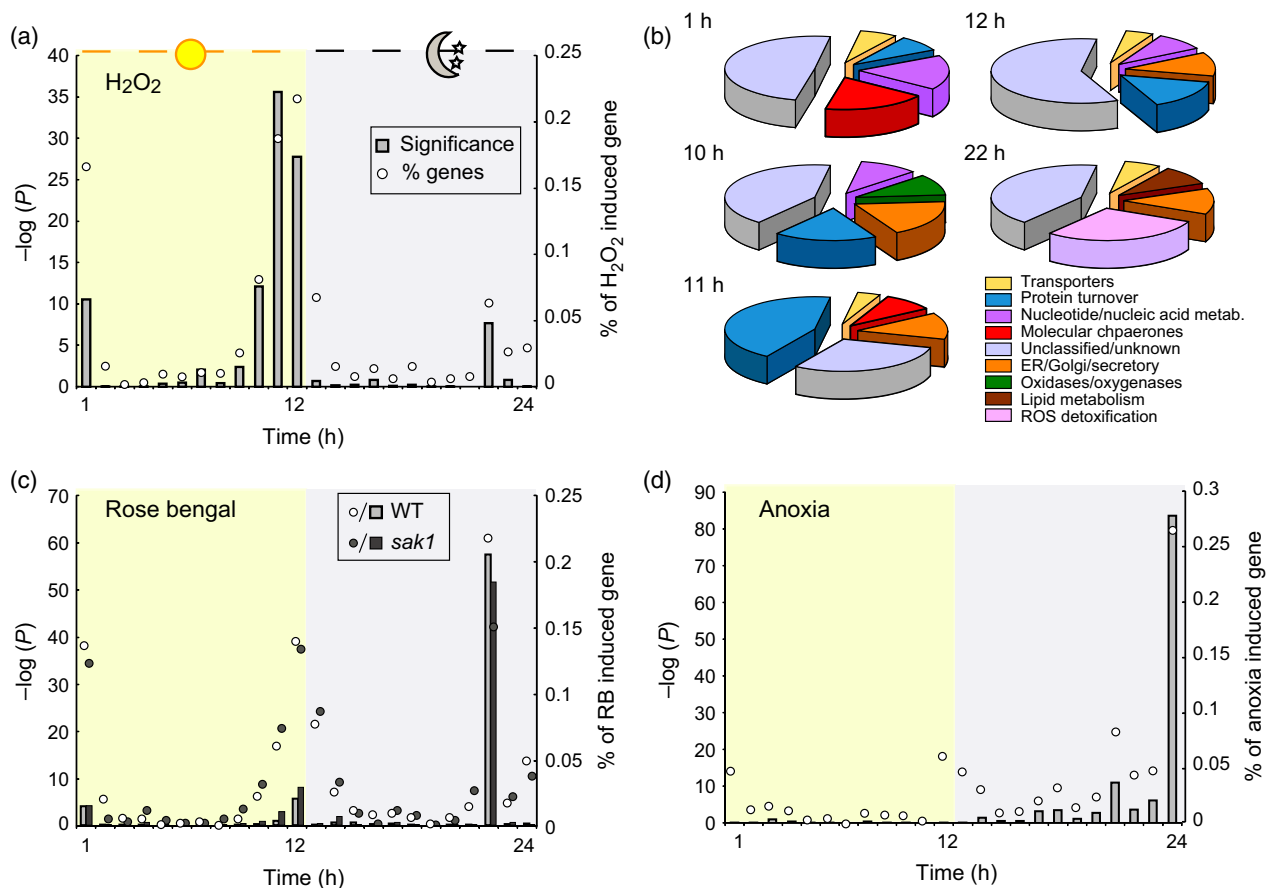 (a)
40
35
30
25
20
15
10
5
0
–log (P)
H₂O₂
Significance
% genes
0.25
0.2
0.15
0.1
0.05
0
% of H₂O₂ induced gene
1
12
24
Time (h)
(b)
1 h
12 h
10 h
22 h
11 h
Transporters
Protein turnover
Nucleotide/nucleic acid metab.
Molecular chpaerones
Unclassified/unknown
ER/Golgi/secretory
Oxidases/oxygenases
Lipid metabolism
ROS detoxification
(c)
70
60
50
40
30
20
10
0
–log (P)
Rose bengal
/ WT
/ sak1
0.25
0.2
0.15
0.1
0.05
0
% of RB induced gene
1
12
24
Time (h)
(d)
90
80
70
60
50
40
30
20
10
0
–log (P)
Anoxia
0.3
0.25
0.2
0.15
0.1
0.05
0
% of anoxia induced gene
1
12
24
Time (h)